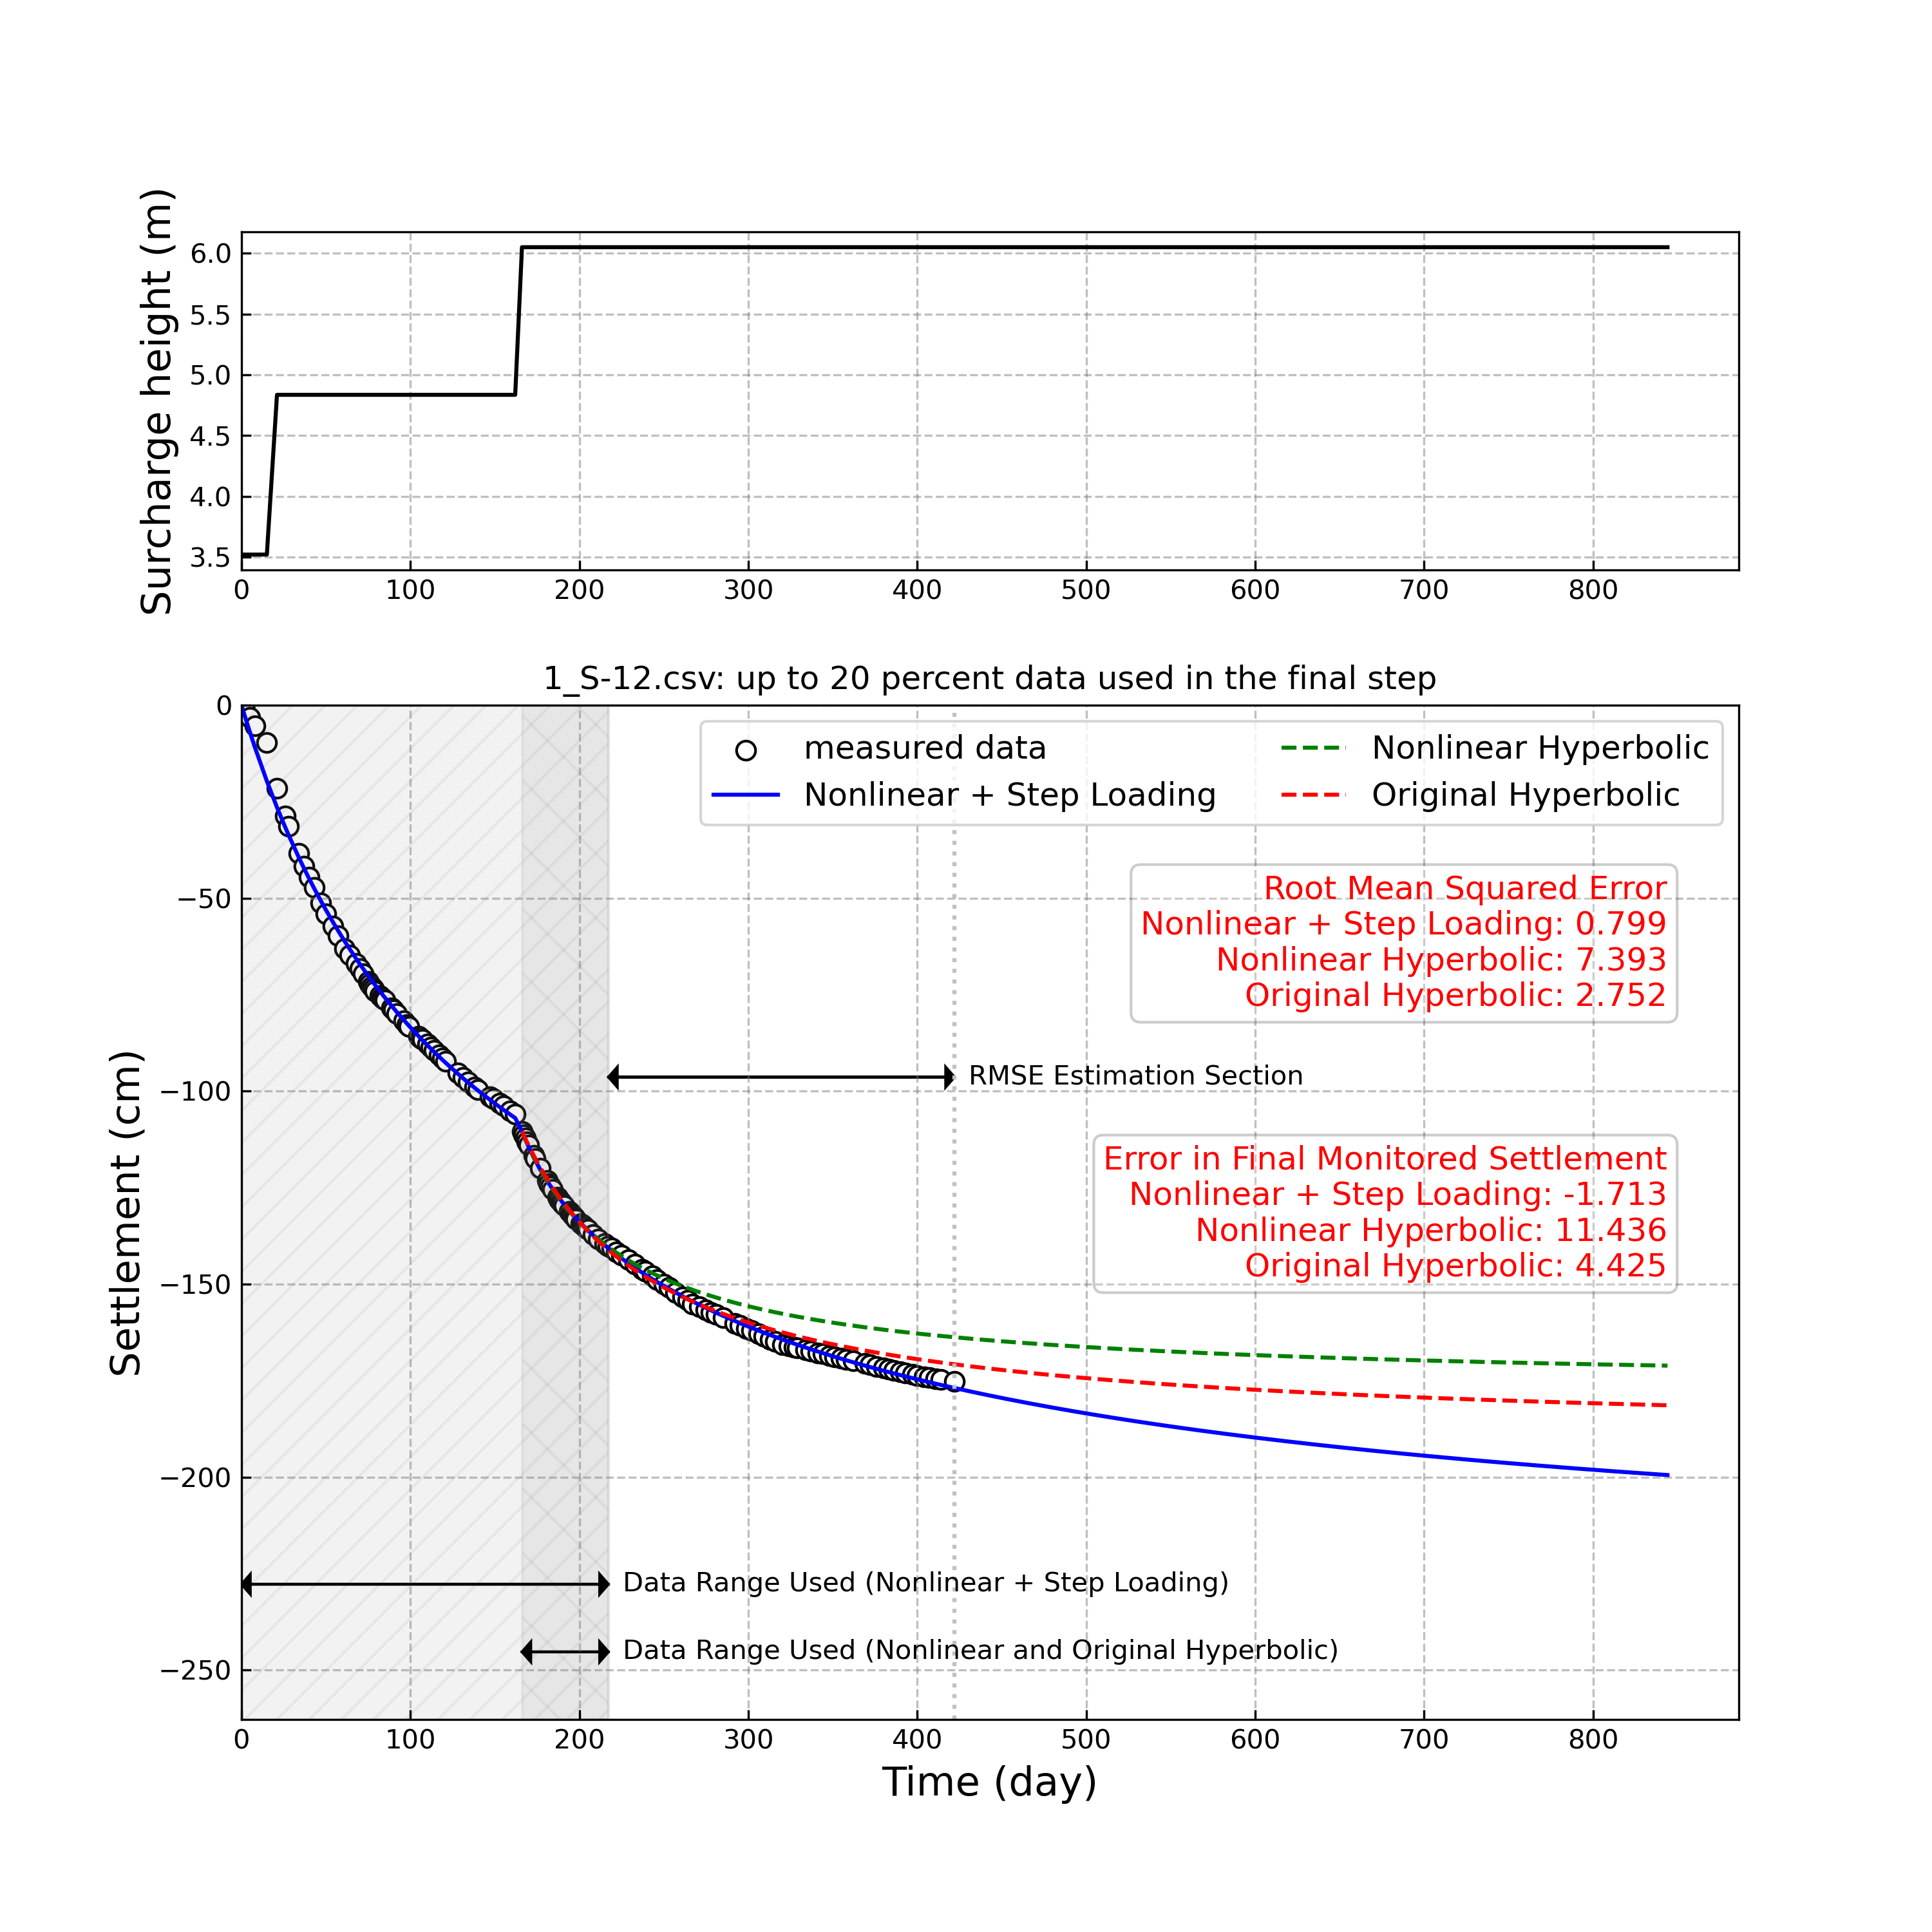 Surcharge height (m)
6.0
5.5
5.0
4.5
4.0
3.5
0 100 200 300 400 500 600 700 800
1_S-12.csv: up to 20 percent data used in the final step
Settlement (cm)
0
−50
−100
−150
−200
−250
measured data
Nonlinear + Step Loading
Nonlinear Hyperbolic
Original Hyperbolic
Root Mean Squared Error
Nonlinear + Step Loading: 0.799
Nonlinear Hyperbolic: 7.393
Original Hyperbolic: 2.752
RMSE Estimation Section
Error in Final Monitored Settlement
Nonlinear + Step Loading: -1.713
Nonlinear Hyperbolic: 11.436
Original Hyperbolic: 4.425
Data Range Used (Nonlinear + Step Loading)
Data Range Used (Nonlinear and Original Hyperbolic)
0 100 200 300 400 500 600 700 800
Time (day)